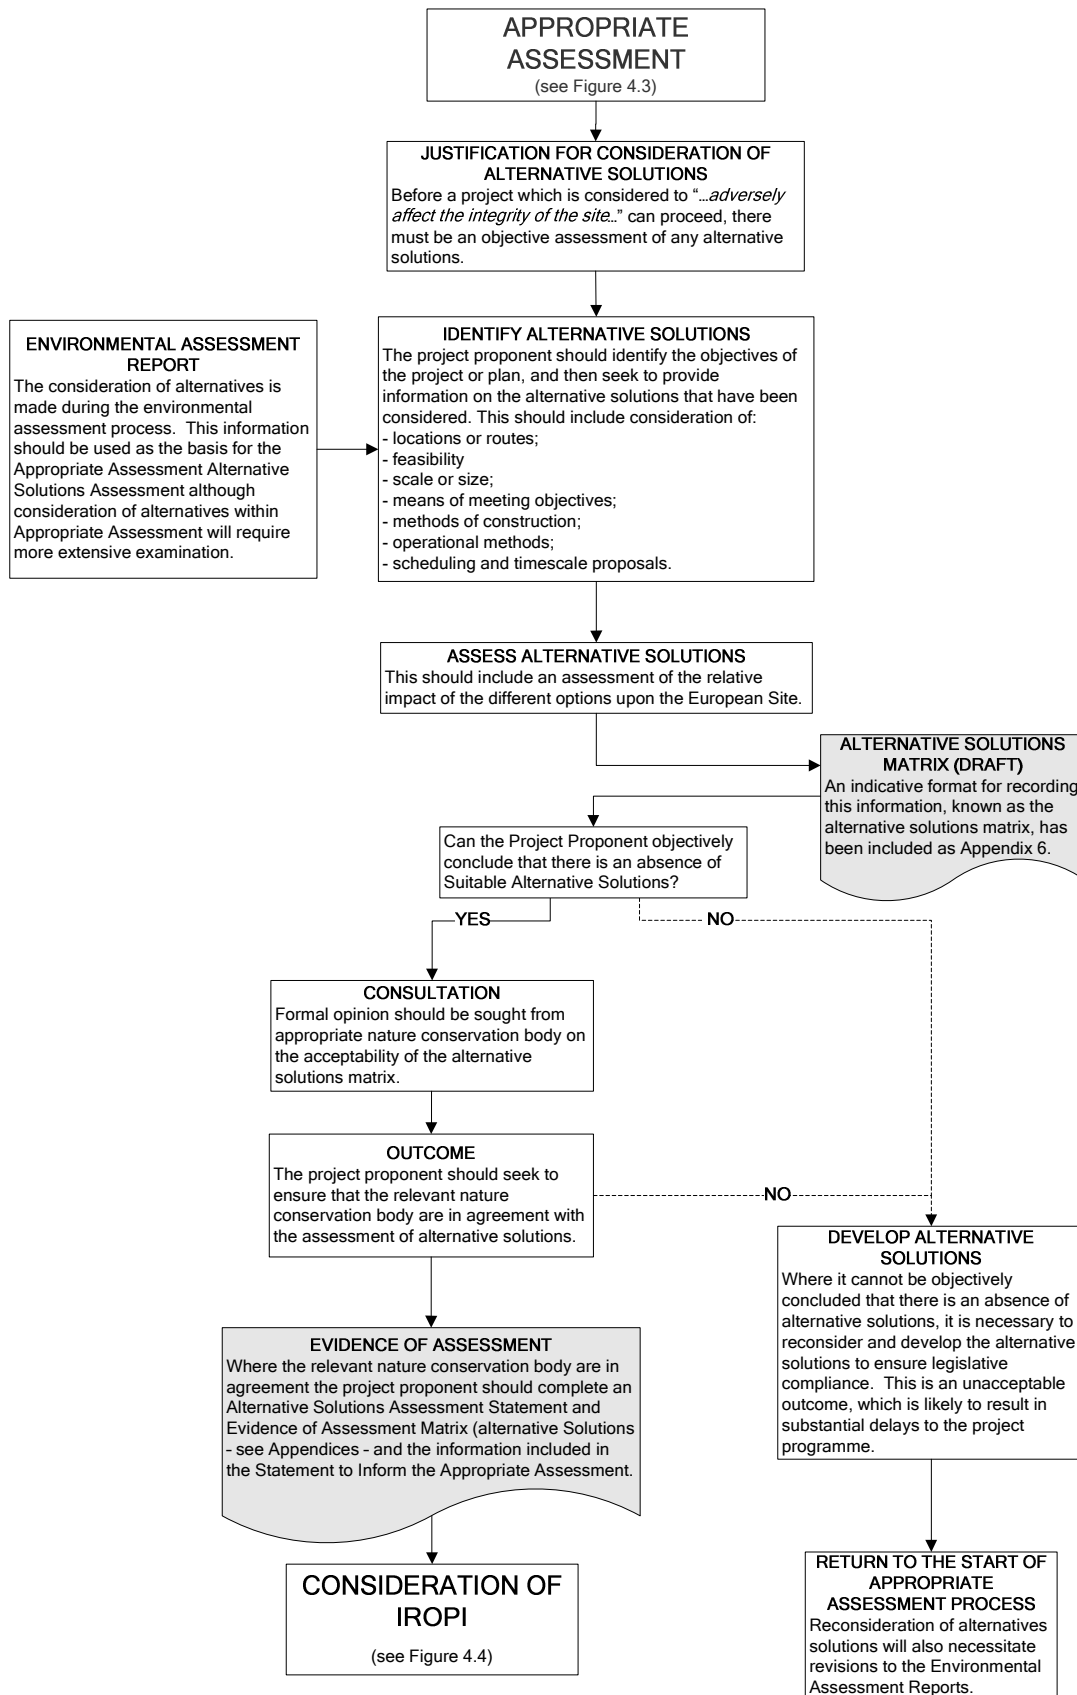 APPROPRIATE
ASSESSMENT
(see Figure 4.3)
JUSTIFICATION FOR CONSIDERATION OF
ALTERNATIVE SOLUTIONS
Before a project which is considered to “...adversely
affect the integrity of the site...” can proceed, there
must be an objective assessment of any alternative
solutions.
ENVIRONMENTAL ASSESSMENT
REPORT
The consideration of alternatives is
made during the environmental
assessment process.  This information
should be used as the basis for the
Appropriate Assessment Alternative
Solutions Assessment although
consideration of alternatives within
Appropriate Assessment will require
more extensive examination.
IDENTIFY ALTERNATIVE SOLUTIONS
The project proponent should identify the objectives of
the project or plan, and then seek to provide
information on the alternative solutions that have been
considered. This should include consideration of:
- locations or routes;
- feasibility
- scale or size;
- means of meeting objectives;
- methods of construction;
- operational methods;
- scheduling and timescale proposals.
ASSESS ALTERNATIVE SOLUTIONS
This should include an assessment of the relative
impact of the different options upon the European Site.
ALTERNATIVE SOLUTIONS
MATRIX (DRAFT)
An indicative format for recording
this information, known as the
alternative solutions matrix, has
been included as Appendix 6.
Can the Project Proponent objectively
conclude that there is an absence of
Suitable Alternative Solutions?
YES
NO
CONSULTATION
Formal opinion should be sought from
appropriate nature conservation body on
the acceptability of the alternative
solutions matrix.
OUTCOME
The project proponent should seek to
ensure that the relevant nature
conservation body are in agreement with
the assessment of alternative solutions.
NO
DEVELOP ALTERNATIVE
SOLUTIONS
Where it cannot be objectively
concluded that there is an absence of
alternative solutions, it is necessary to
reconsider and develop the alternative
solutions to ensure legislative
compliance.  This is an unacceptable
outcome, which is likely to result in
substantial delays to the project
programme.
EVIDENCE OF ASSESSMENT
Where the relevant nature conservation body are in
agreement the project proponent should complete an
Alternative Solutions Assessment Statement and
Evidence of Assessment Matrix (alternative Solutions
- see Appendices - and the information included in
the Statement to Inform the Appropriate Assessment.
CONSIDERATION OF
IROPI
(see Figure 4.4)
RETURN TO THE START OF
APPROPRIATE
ASSESSMENT PROCESS
Reconsideration of alternatives
solutions will also necessitate
revisions to the Environmental
Assessment Reports.